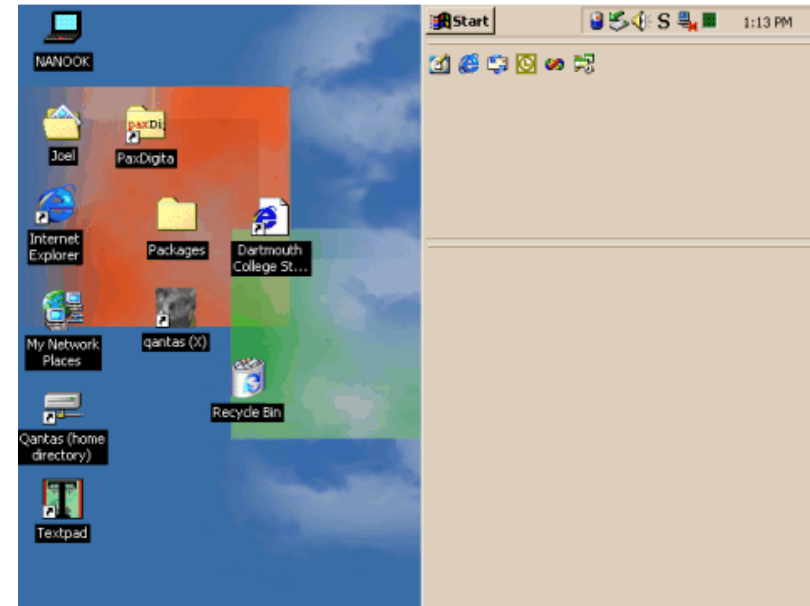 NANOOK
Start
S
1:13 PM
paxDi
Joel
PaxDigita
Internet
Explorer
Packages
Dartmouth
College St...
My Network
Places
qantas (X)
Recycle Bin
Qantas (home
directory)
T
Textpad